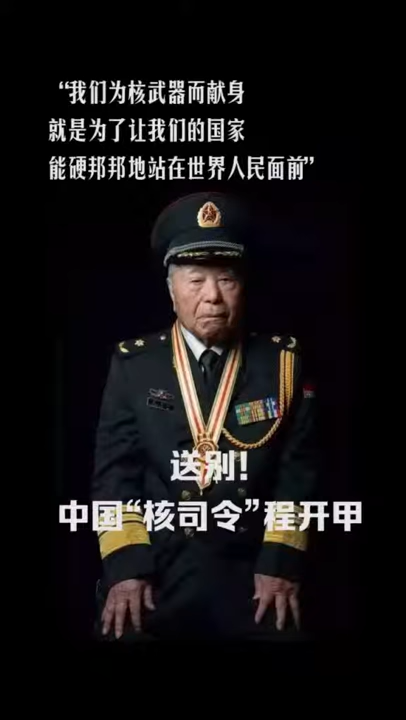 “我们为核武器而献身
就是为了让我们的国家
能硬邦邦地站在世界人民面前”
送别！
中国“核司令”程开甲